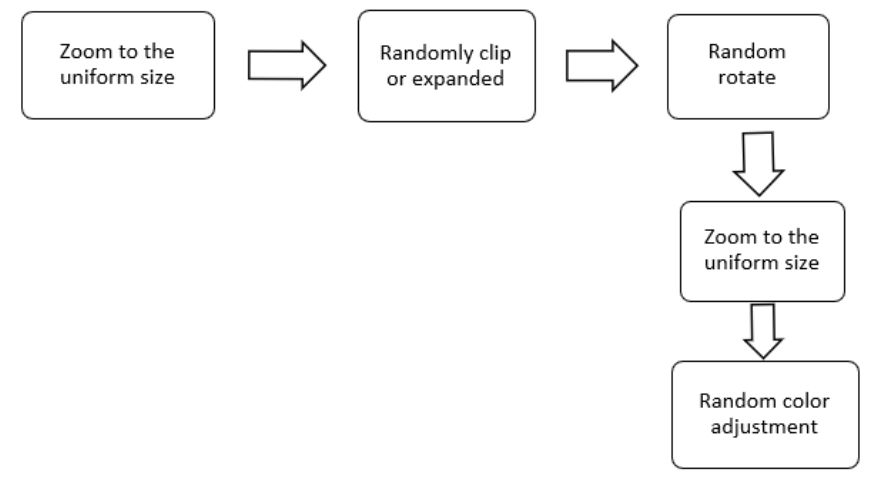 Zoom to the
uniform size
Randomly clip
or expanded
Random
rotate
Zoom to the
uniform size
Random color
adjustment